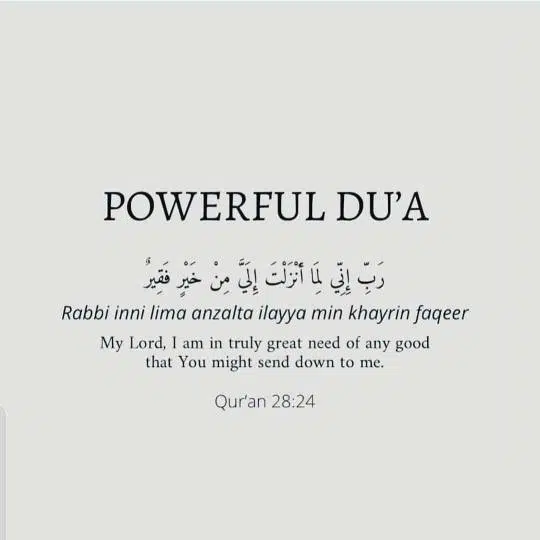 POWERFUL DU’A
رَبِّ إِنِّي لِمَا أَنْزَلْتَ إِلَيَّ مِنْ خَيْرٍ فَقِيرٌ
Rabbi inni lima anzalta ilayya min khayrin faqeer
My Lord, I am in truly great need of any good
that You might send down to me.
Qur’an 28:24